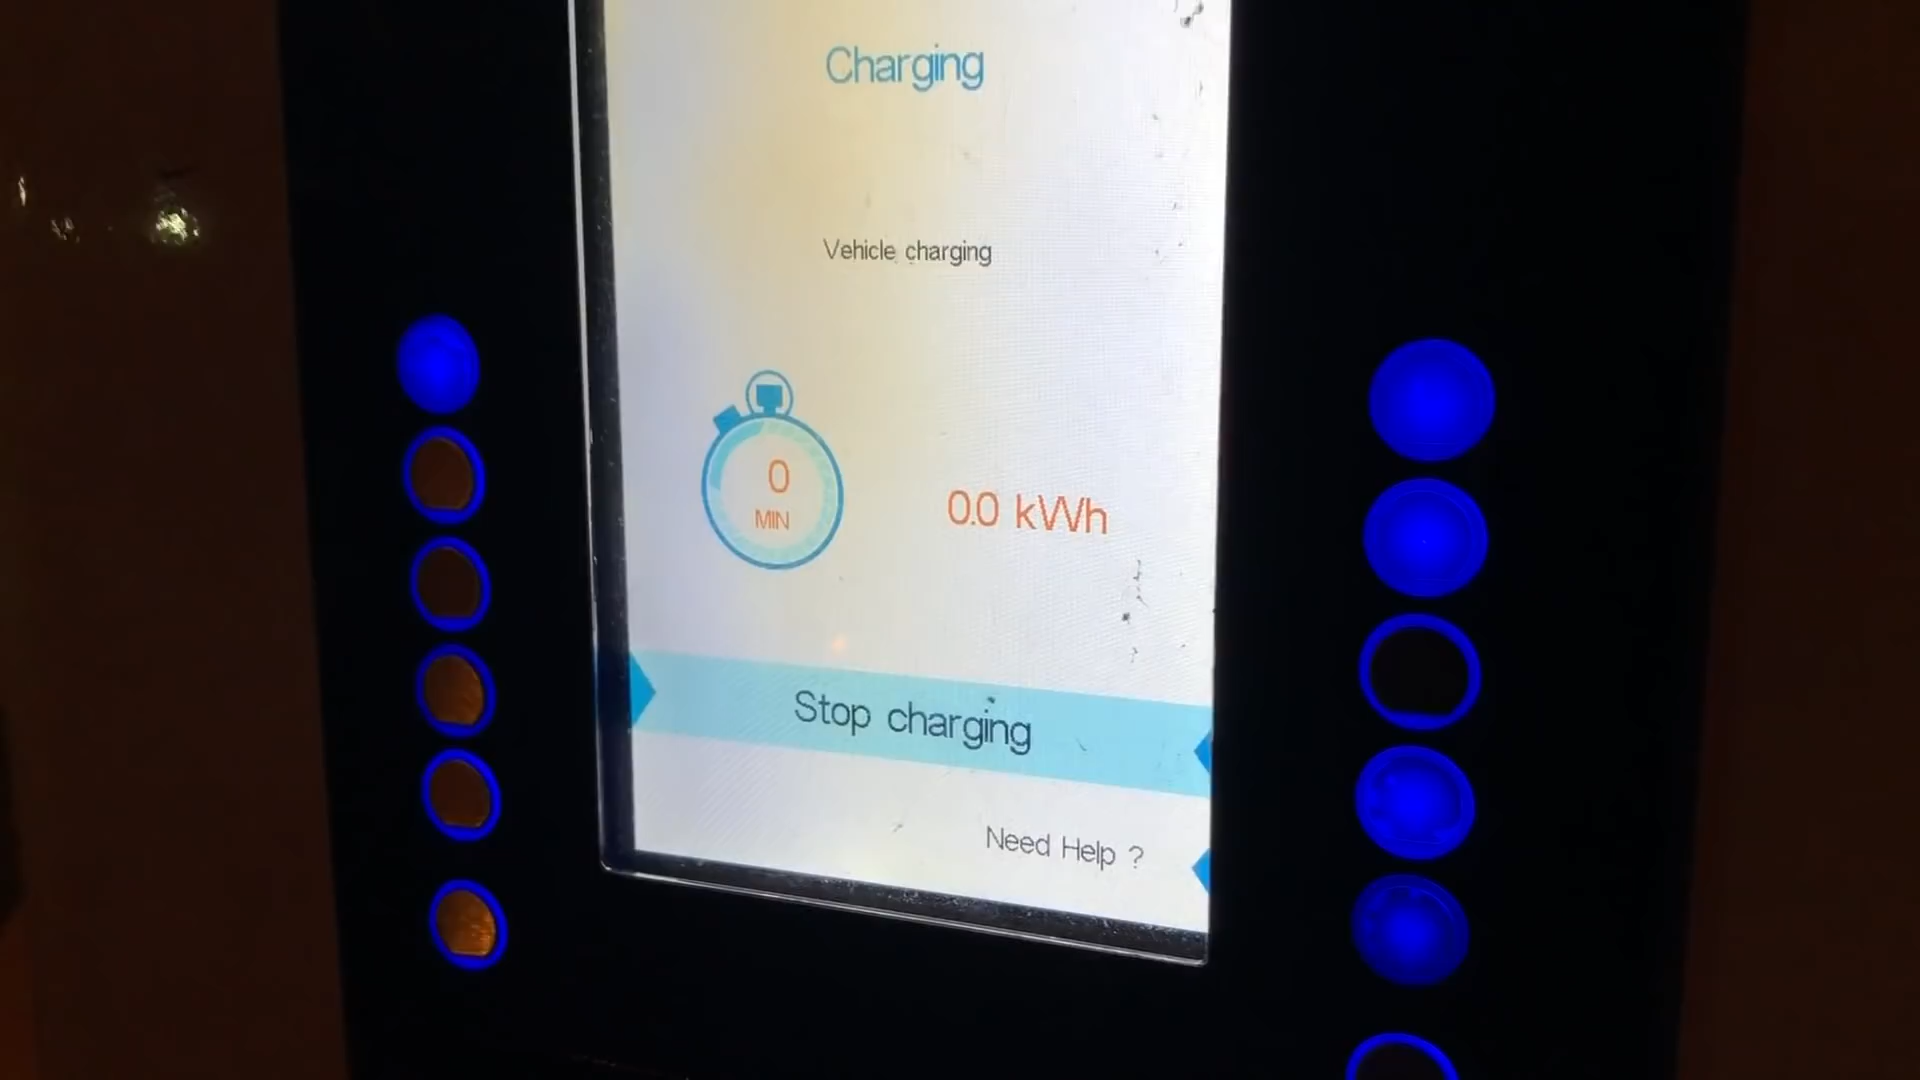 Charging
Vehicle charging
0
MIN
0.0 kWh
Stop charging
Need Help ?